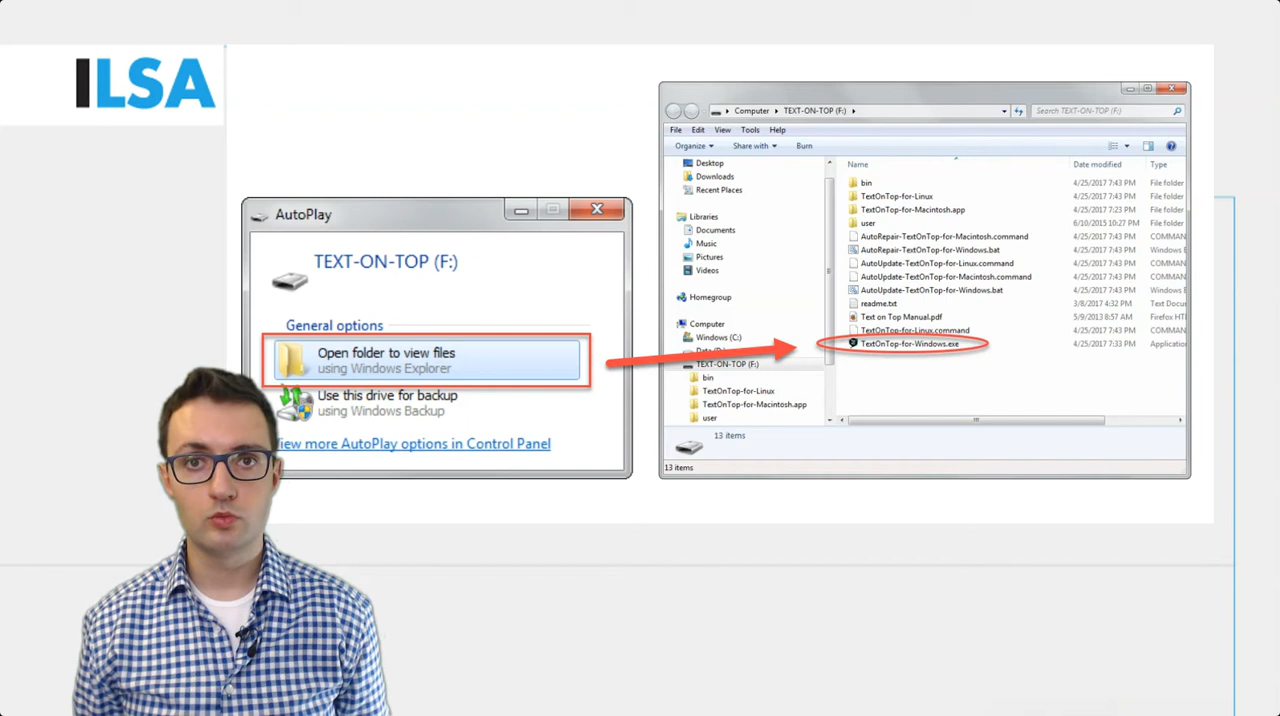 ILSA
AutoPlay
TEXT-ON-TOP (F:)
General options
Open folder to view files
using Windows Explorer
Use this drive for backup
using Windows Backup
View more AutoPlay options in Control Panel
Computer TEXT-ON-TOP (F:)
Search TEXT-ON-TOP (F:)
File Edit View Tools Help
Organize Share with Burn
Desktop
Downloads
Recent Places
Libraries
Documents
Music
Pictures
Videos
Homegroup
Computer
Windows (C:)
TEXT-ON-TOP (F:)
bin
TextOnTop-for-Linux
TextOnTop-for-Macintosh.app
user
Name Date modified Type
bin 4/25/2017 7:43 PM File folder
TextOnTop-for-Linux 4/25/2017 7:43 PM File folder
TextOnTop-for-Macintosh.app 4/25/2017 7:23 PM File folder
user 6/10/2015 10:27 PM File folder
AutoRepair-TextOnTop-for-Macintosh.command 4/25/2017 7:43 PM COMMAN
AutoRepair-TextOnTop-for-Windows.bat 4/25/2017 7:43 PM Windows B
AutoUpdate-TextOnTop-for-Linux.command 4/25/2017 7:43 PM COMMAN
AutoUpdate-TextOnTop-for-Macintosh.command 4/25/2017 7:43 PM COMMAN
AutoUpdate-TextOnTop-for-Windows.bat 4/25/2017 7:43 PM Windows B
readme.txt 3/8/2017 4:32 PM Text Docu
Text on Top Manual.pdf 5/9/2013 8:57 AM Firefox HT
TextOnTop-for-Linux.command 4/25/2017 7:43 PM COMMAN
TextOnTop-for-Windows.exe 4/25/2017 7:33 PM Applicatio
13 items
13 items